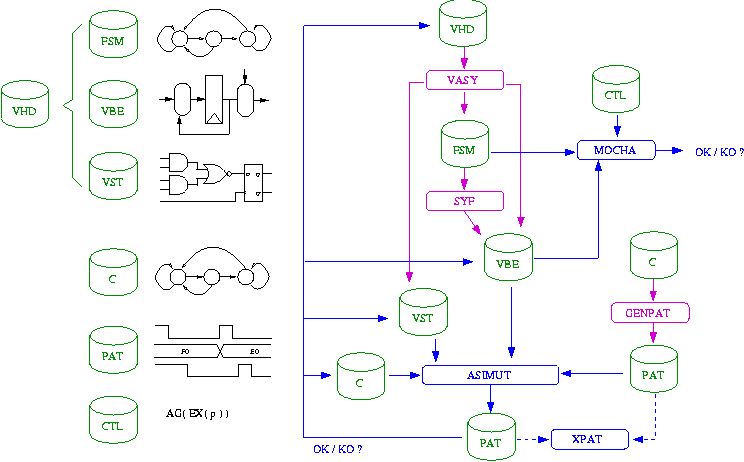 VHD
FSM
VBE
VST
C
PAT
F0
E0
CTL
AG( EX( p ) )
VHD
VASY
FSM
SYF
CTL
MOCHA
OK / KO ?
VBE
VST
C
C
GENPAT
PAT
ASIMUT
PAT
XPAT
OK / KO ?